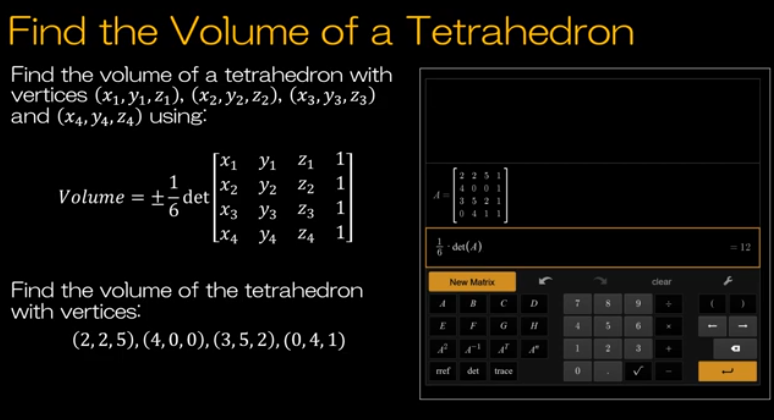 Find the Volume of a Tetrahedron
Find the volume of a tetrahedron with
vertices (x₁, y₁, z₁), (x₂, y₂, z₂), (x₃, y₃, z₃)
and (x₄, y₄, z₄) using:
Volume = ± 1/6 det [x₁ y₁ z₁ 1
x₂ y₂ z₂ 1
x₃ y₃ z₃ 1
x₄ y₄ z₄ 1]
Find the volume of the tetrahedron
with vertices:
(2, 2, 5), (4, 0, 0), (3, 5, 2), (0, 4, 1)
A = [2 2 5 1
4 0 0 1
3 5 2 1
0 4 1 1]
1/6 · det(A) = 12
New Matrix clear
A B C D 7 8 9 ÷ ( )
E F G H 4 5 6 × ← →
A² A⁻¹ Aᵀ Aⁿ 1 2 3 +
rref det trace 0 . √ −